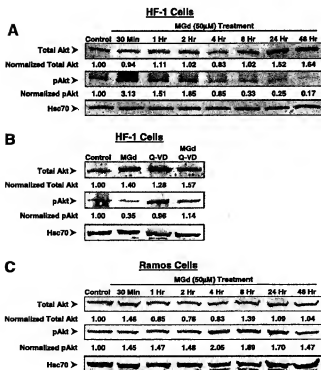 HF-1 Cells
A
MGd (50µM) Treatment
Control 30 Min 1 Hr 2 Hr 4 Hr 8 Hr 24 Hr 48 Hr
Total Akt
Normalized Total Akt 1.00 0.94 1.11 1.02 0.83 1.02 1.52 1.64
pAkt
Normalized pAkt 1.00 3.13 1.51 1.85 0.85 0.33 0.25 0.17
Hsc70
B
HF-1 Cells
Control MGd Q-VD MGd Q-VD
Total Akt
Normalized Total Akt 1.00 1.40 1.28 1.57
pAkt
Normalized pAkt 1.00 0.35 0.96 1.14
Hsc70
C
Ramos Cells
MGd (50µM) Treatment
Control 30 Min 1 Hr 2 Hr 4 Hr 8 Hr 24 Hr 48 Hr
Total Akt
Normalized Total Akt 1.00 1.46 0.85 0.76 0.83 1.39 1.09 1.04
pAkt
Normalized pAkt 1.00 1.45 1.47 1.48 2.05 1.89 1.70 1.47
Hsc70